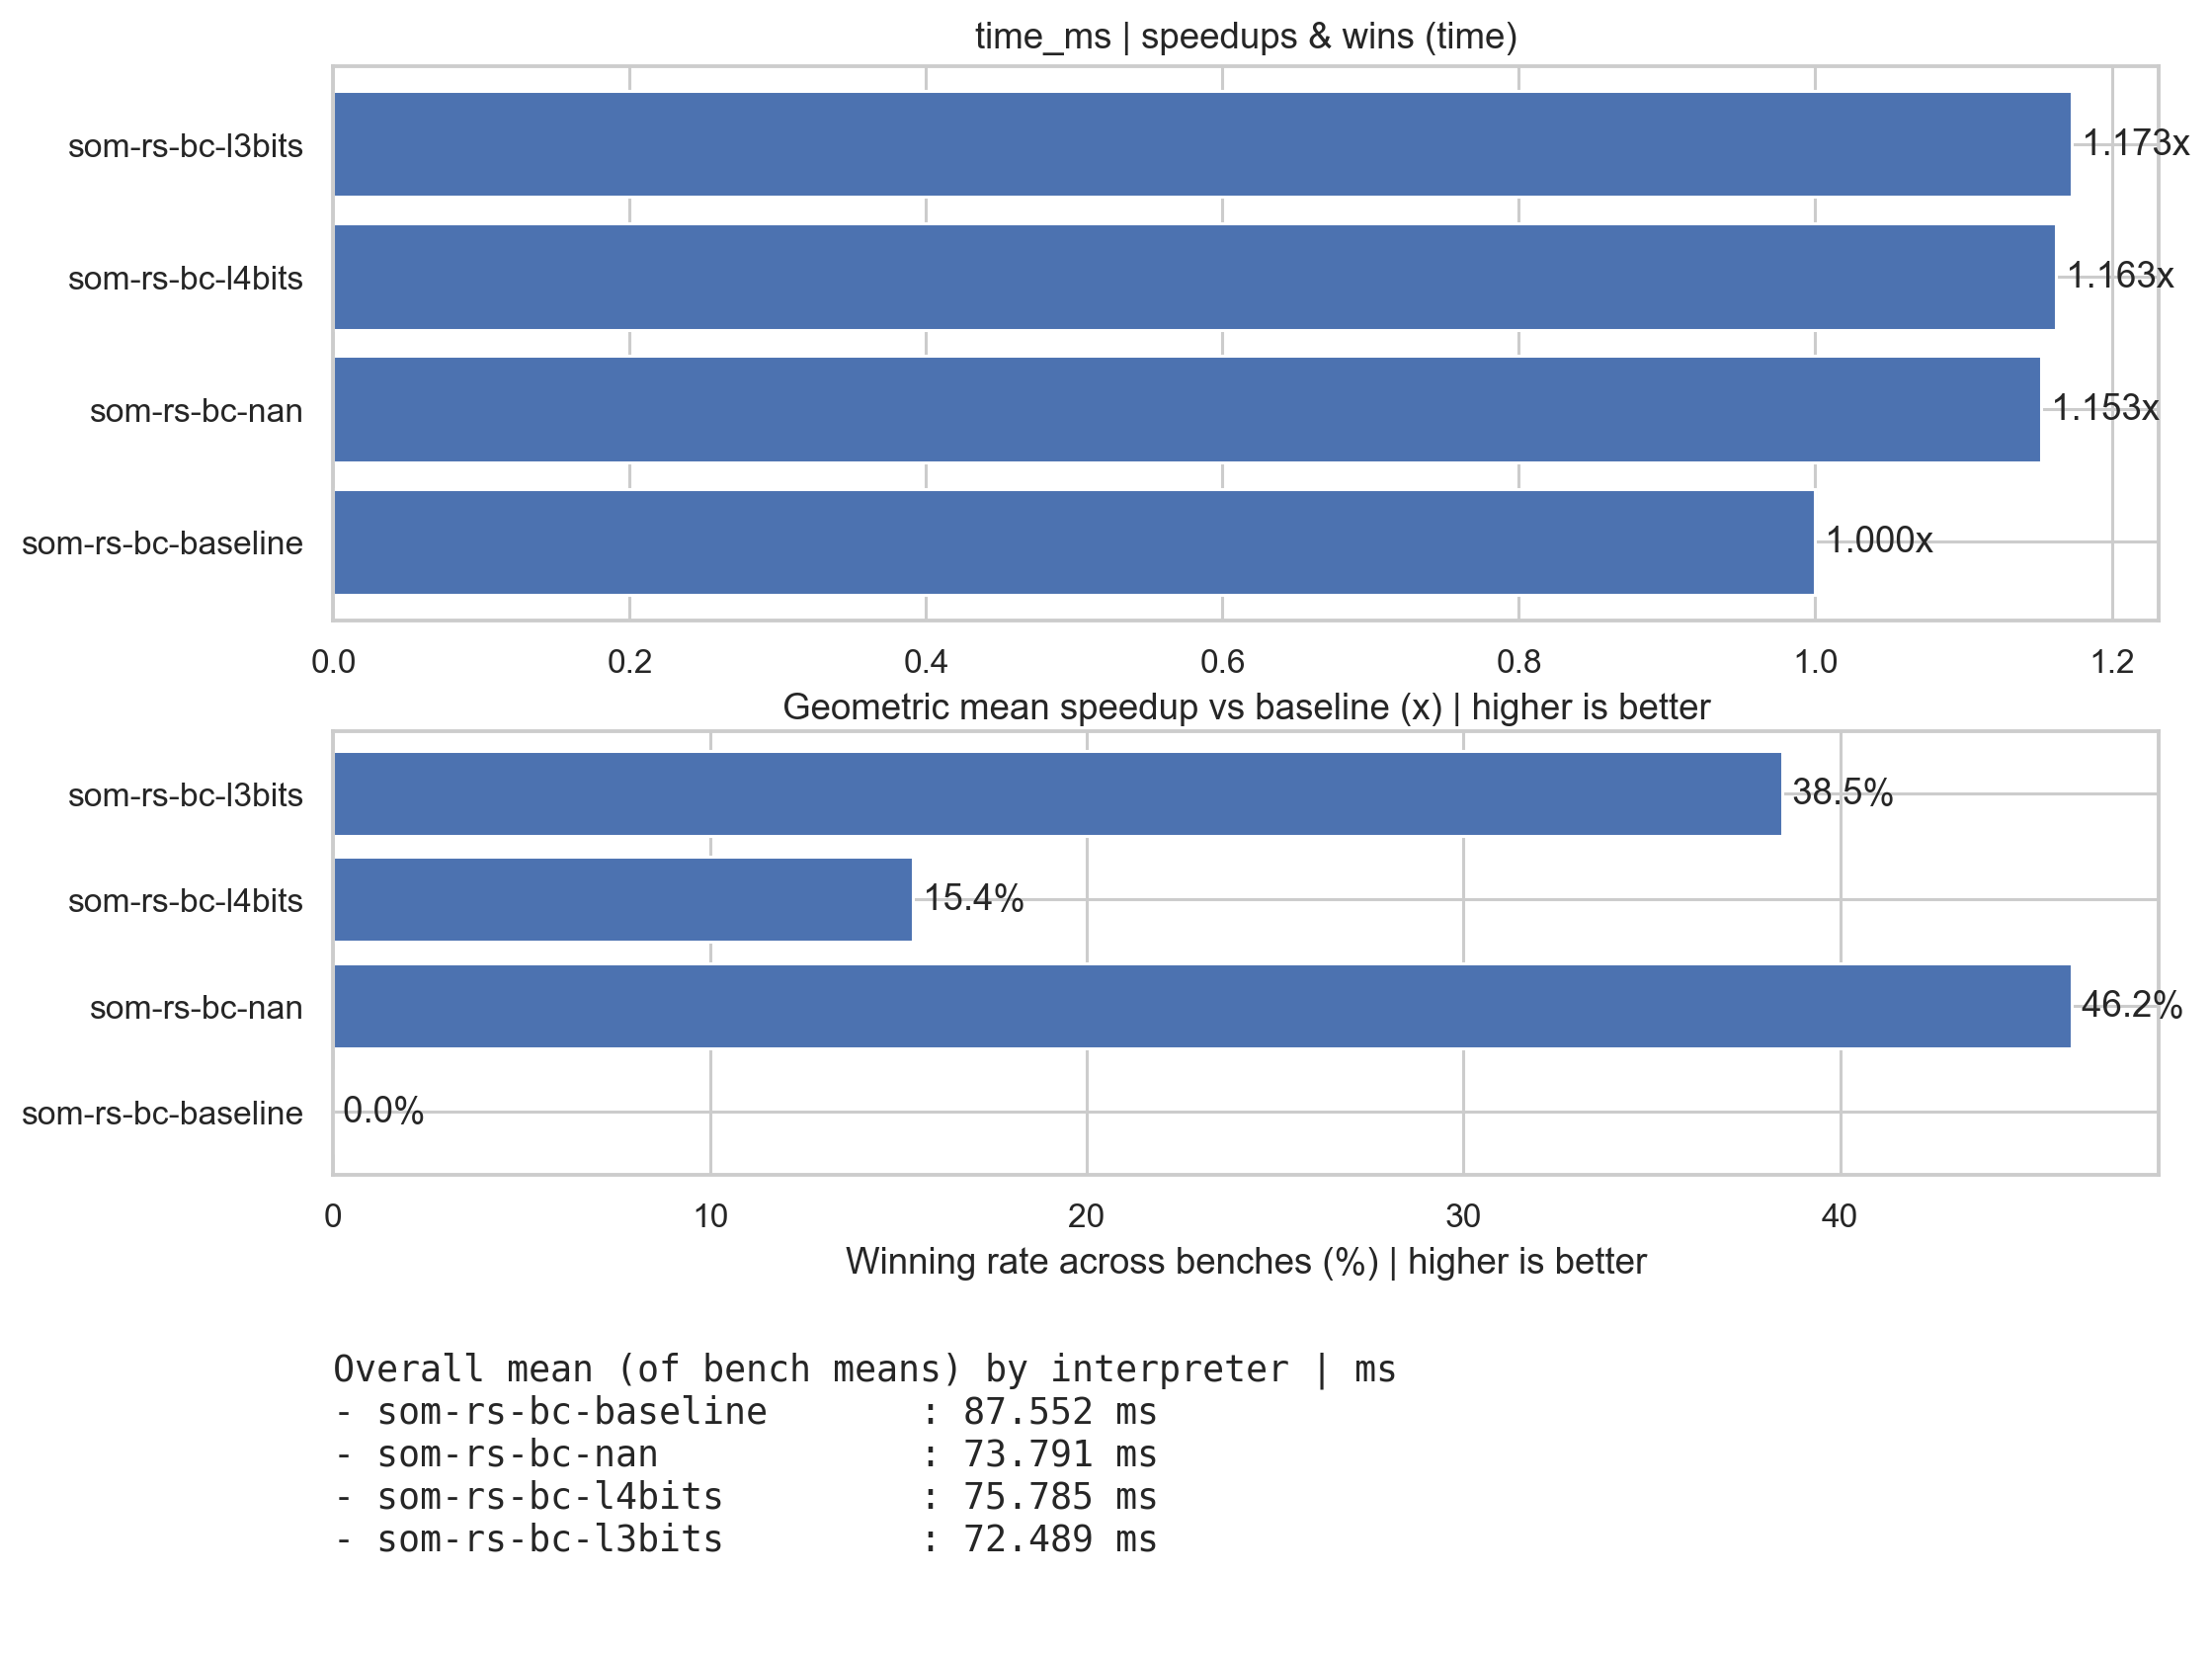 time_ms | speedups & wins (time)
som-rs-bc-l3bits
1.173x
som-rs-bc-l4bits
1.163x
som-rs-bc-nan
1.153x
som-rs-bc-baseline
1.000x
0.0 0.2 0.4 0.6 0.8 1.0 1.2
Geometric mean speedup vs baseline (x) | higher is better
som-rs-bc-l3bits
38.5%
som-rs-bc-l4bits
15.4%
som-rs-bc-nan
46.2%
som-rs-bc-baseline
0.0%
0 10 20 30 40
Winning rate across benches (%) | higher is better
Overall mean (of bench means) by interpreter | ms
- som-rs-bc-baseline : 87.552 ms
- som-rs-bc-nan : 73.791 ms
- som-rs-bc-l4bits : 75.785 ms
- som-rs-bc-l3bits : 72.489 ms